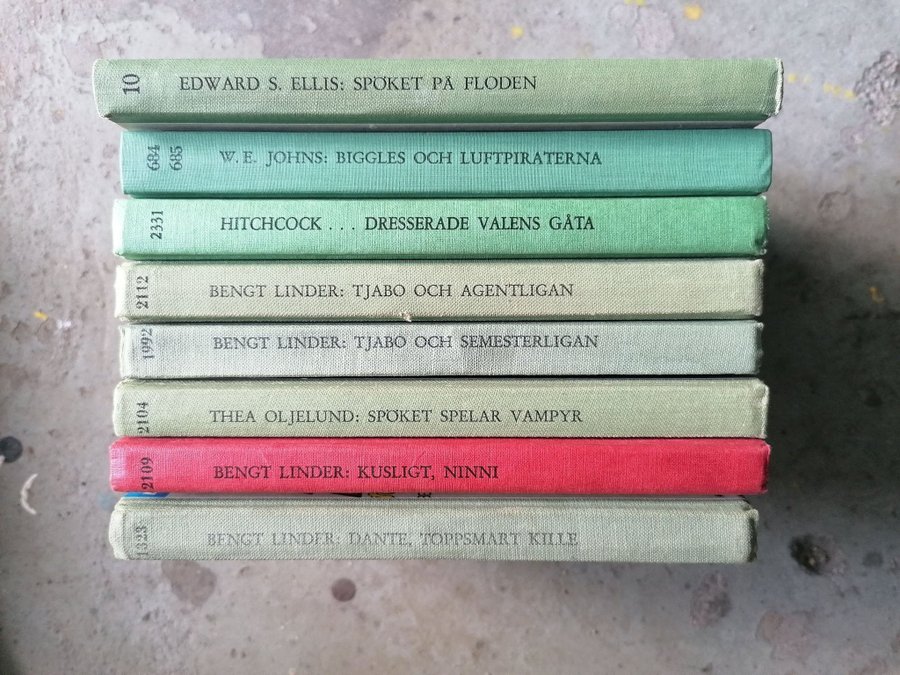 10 EDWARD S. ELLIS: SPÖKET PÅ FLODEN
684 685 W. E. JOHNS: BIGGLES OCH LUFTPIRATERNA
2331 HITCHCOCK . . . DRESSERADE VALENS GÅTA
2112 BENGT LINDER: TJABO OCH AGENTLIGAN
1992 BENGT LINDER: TJABO OCH SEMESTERLIGAN
2104 THEA OLJELUND: SPÖKET SPELAR VAMPYR
2109 BENGT LINDER: KUSLIGT, NINNI
1323 BENGT LINDER: DANTE, TOPPSMART KILLE